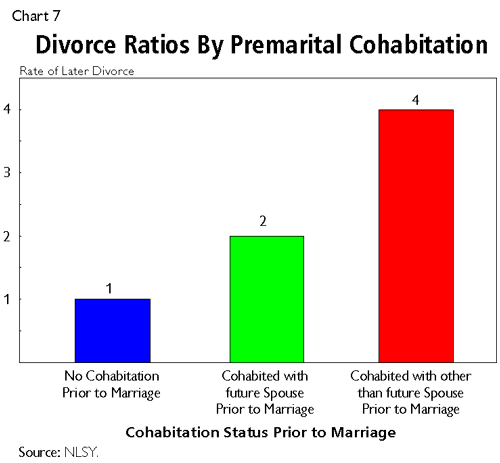 Chart 7
Divorce Ratios By Premarital Cohabitation
Rate of Later Divorce
4
3
2
1
1
2
4
No Cohabitation
Prior to Marriage
Cohabited with
future Spouse
Prior to Marriage
Cohabited with other
than future Spouse
Prior to Marriage
Cohabitation Status Prior to Marriage
Source: NLSY.